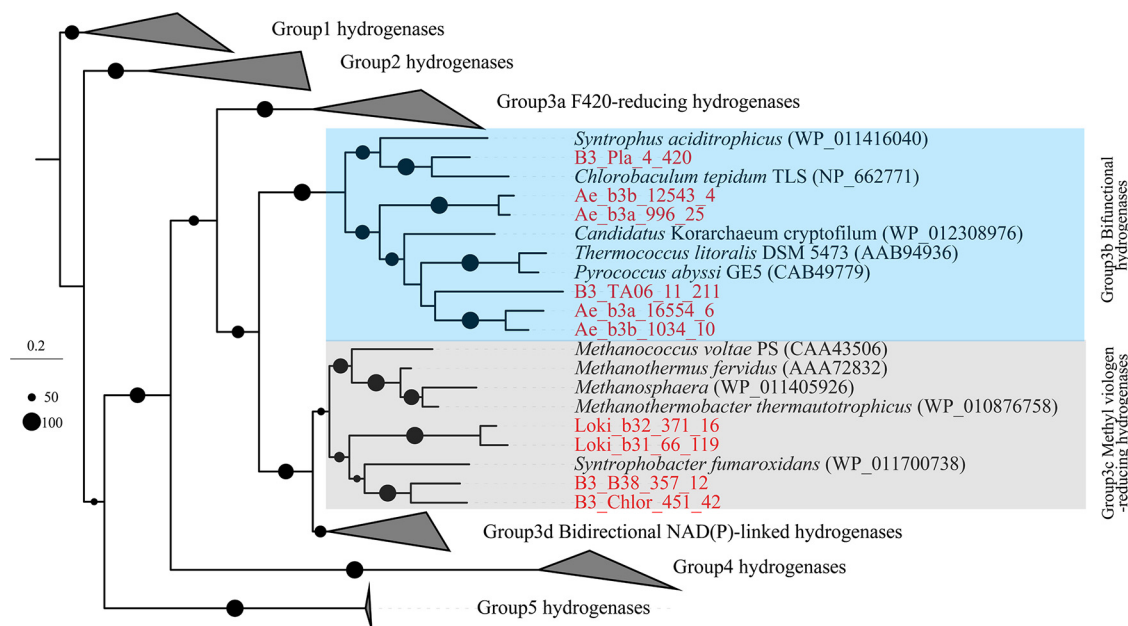 Group1 hydrogenases
Group2 hydrogenases
Group3a F420-reducing hydrogenases
Syntrophus aciditrophicus (WP_011416040)
B3_Pla_4_420
Chlorobaculum tepidum TLS (NP_662771)
Ae_b3b_12543_4
Ae_b3a_996_25
Candidatus Korarchaeum cryptofilum (WP_012308976)
Thermococcus litoralis DSM 5473 (AAB94936)
Pyrococcus abyssi GE5 (CAB49779)
B3_TA06_11_211
Ae_b3a_16554_6
Ae_b3b_1034_10
Group3b Bifunctional
hydrogenases
0.2
50
100
Methanococcus voltae PS (CAA43506)
Methanothermus fervidus (AAA72832)
Methanosphaera (WP_011405926)
Methanothermobacter thermautotrophicus (WP_010876758)
Loki_b32_371_16
Loki_b31_66_119
Syntrophobacter fumaroxidans (WP_011700738)
B3_B38_357_12
B3_Chlor_451_42
Group3c Methyl viologen
-reducing hydrogenases
Group3d Bidirectional NAD(P)-linked hydrogenases
Group4 hydrogenases
Group5 hydrogenases